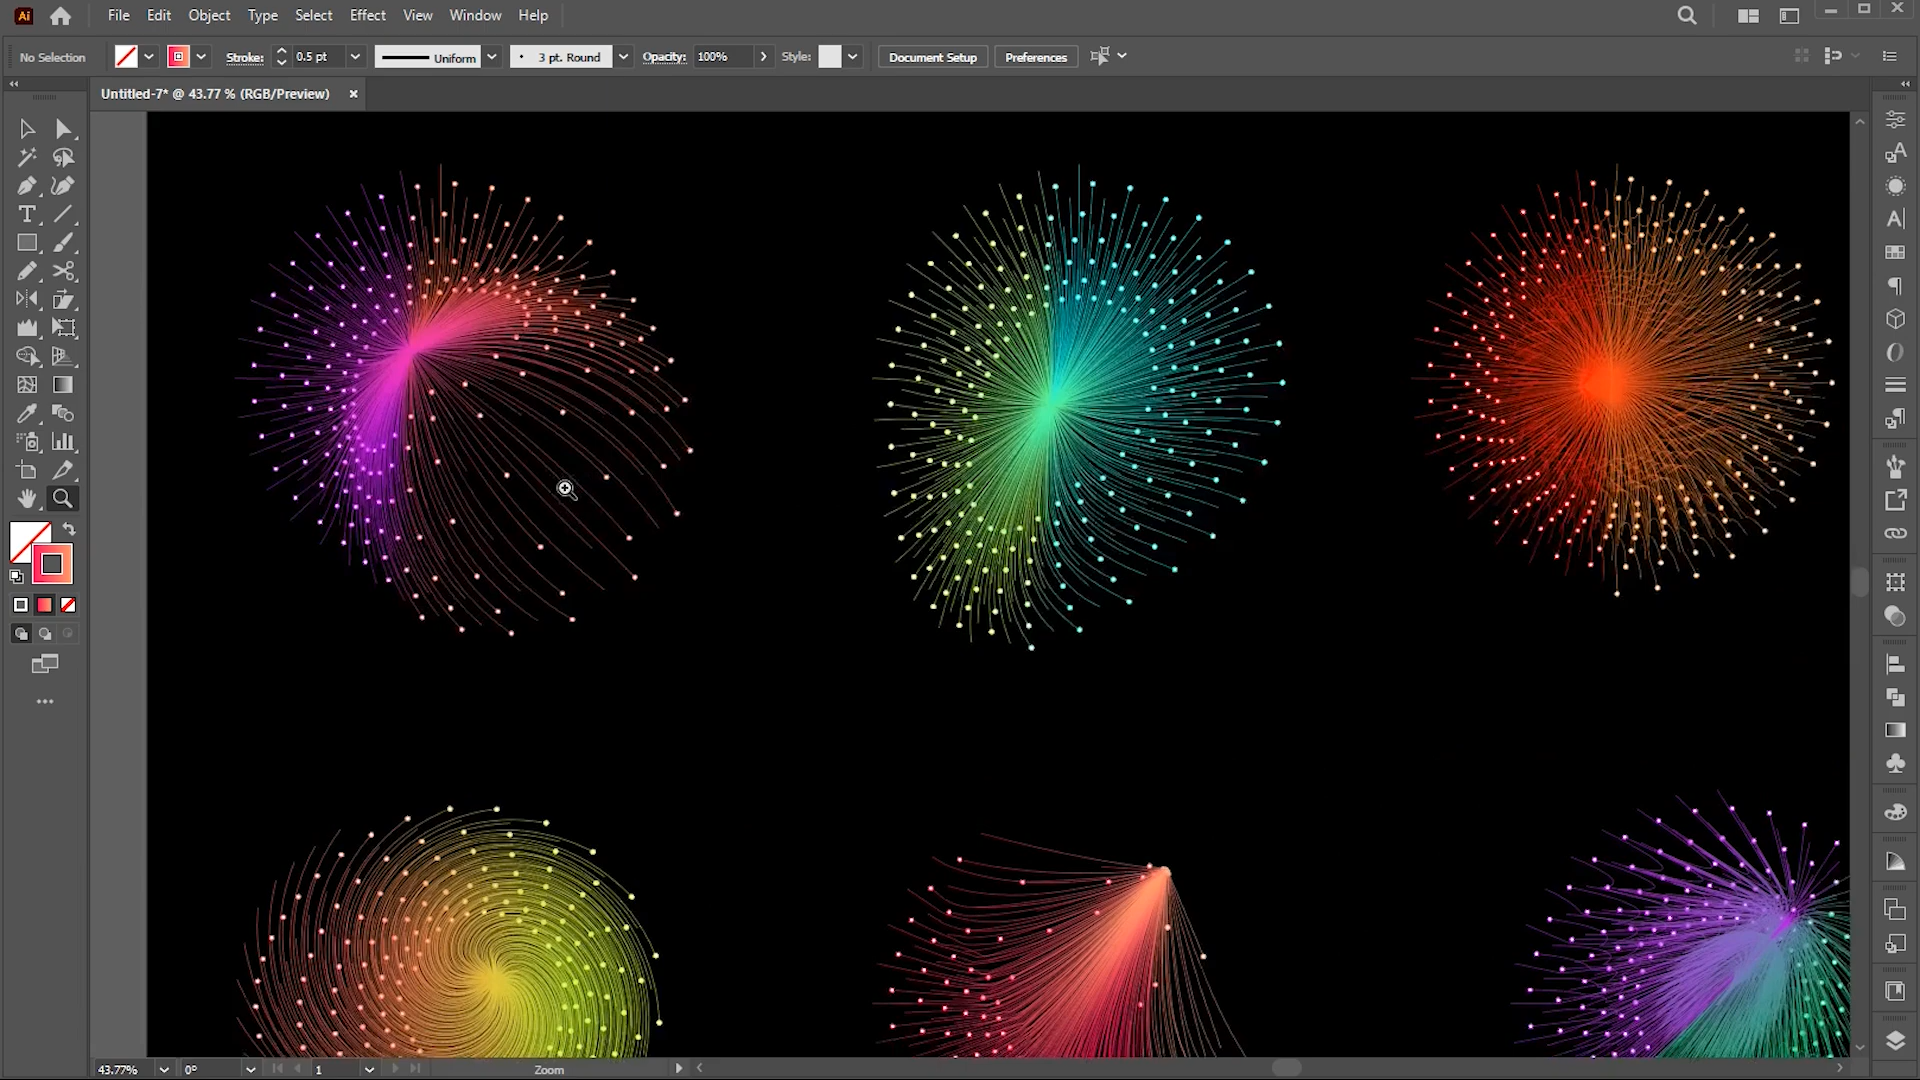 Ai File Edit Object Type Select Effect View Window Help
No Selection Stroke: 0.5 pt Uniform 3 pt. Round Opacity: 100% Style: Document Setup Preferences
Untitled-7* @ 43.77 % (RGB/Preview)
43.77% 0° 1 Zoom